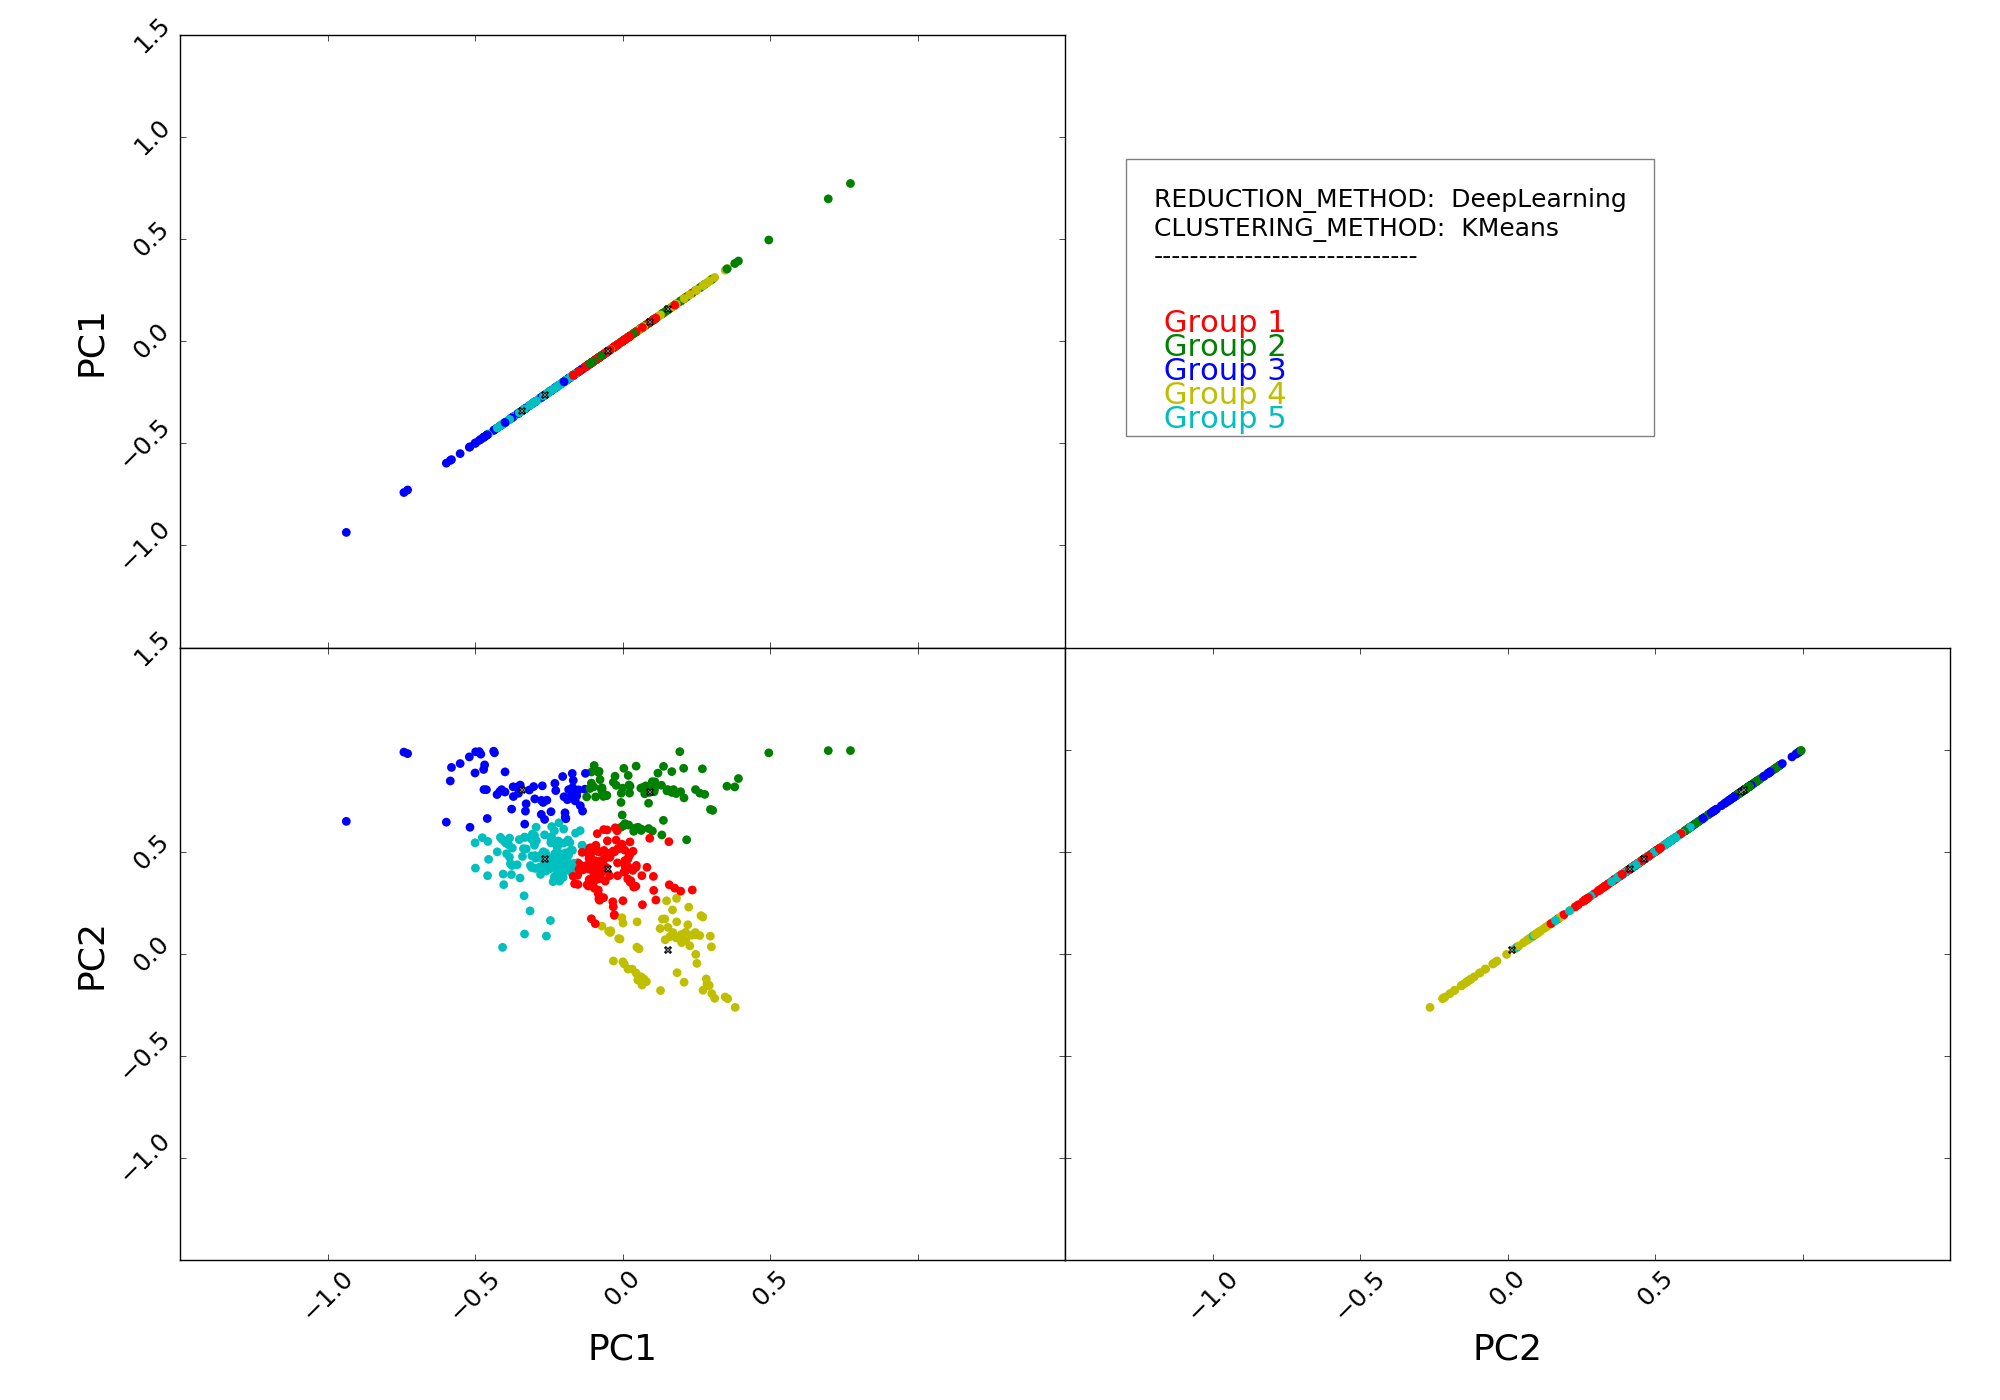 1.5
1.0
0.5
0.0
−0.5
−1.0
PC1
REDUCTION_METHOD:  DeepLearning
CLUSTERING_METHOD:  KMeans
-----------------------------
Group 1
Group 2
Group 3
Group 4
Group 5
1.5
0.5
0.0
−0.5
−1.0
PC2
−1.0 −0.5 0.0 0.5
−1.0 −0.5 0.0 0.5
PC1
PC2